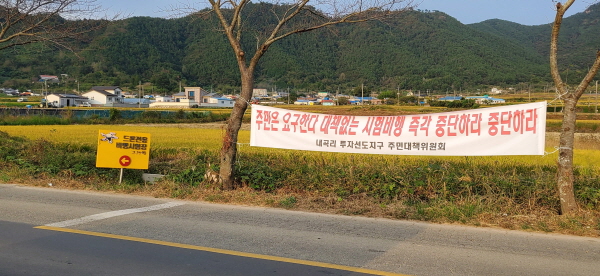 드론전용
비행시험장
주민은 요구한다 대책없는 시험비행 즉각 중단하라 중단하라
내곡리 투자선도지구 주민대책위원회